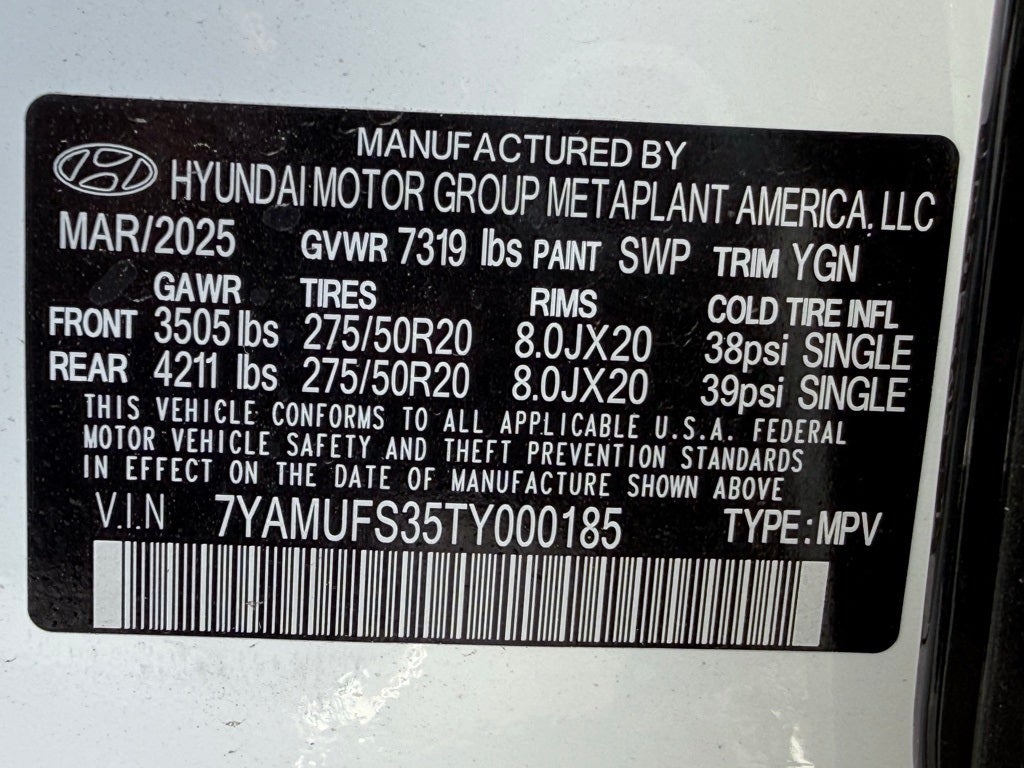 MANUFACTURED BY
HYUNDAI MOTOR GROUP METAPLANT AMERICA, LLC
MAR/2025 GVWR 7319 lbs PAINT SWP TRIM YGN
GAWR TIRES RIMS COLD TIRE INFL
FRONT 3505 lbs 275/50R20 8.0JX20 38psi SINGLE
REAR 4211 lbs 275/50R20 8.0JX20 39psi SINGLE
THIS VEHICLE CONFORMS TO ALL APPLICABLE U.S.A. FEDERAL
MOTOR VEHICLE SAFETY AND THEFT PREVENTION STANDARDS
IN EFFECT ON THE DATE OF MANUFACTURE SHOWN ABOVE
V.I.N 7YAMUFS35TY000185 TYPE:MPV